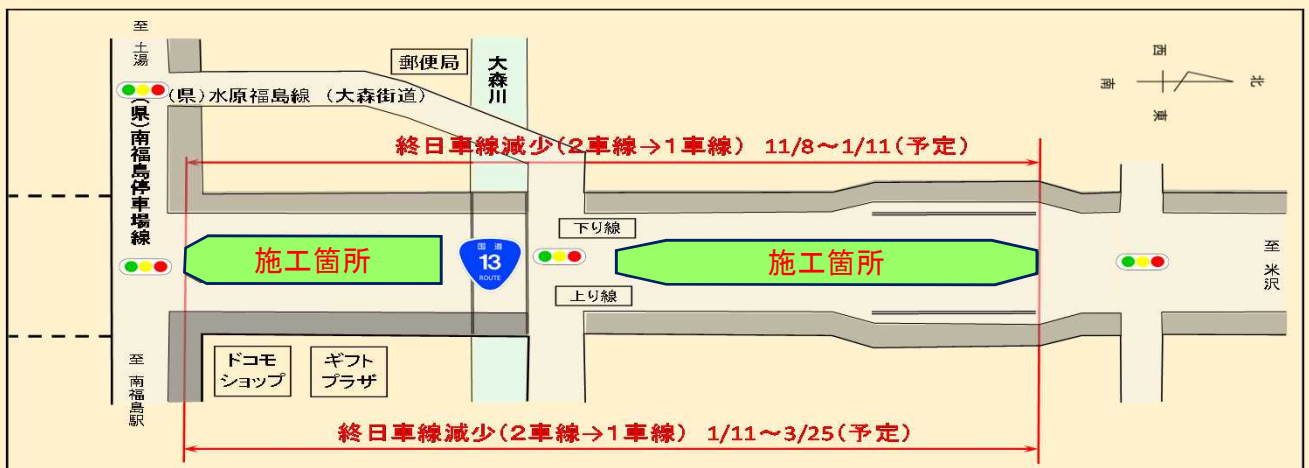 至
土湯
郵便局
大森川
(県)水原福島線 (大森街道)
(県)南福島停車場線
西
南
北
東
終日車線減少(2車線→1車線) 11/8~1/11(予定)
下り線
施工箇所
国道
13
ROUTE
施工箇所
上り線
至 米沢
至 南福島駅
ドコモ
ショップ
ギフト
プラザ
終日車線減少(2車線→1車線) 1/11~3/25(予定)